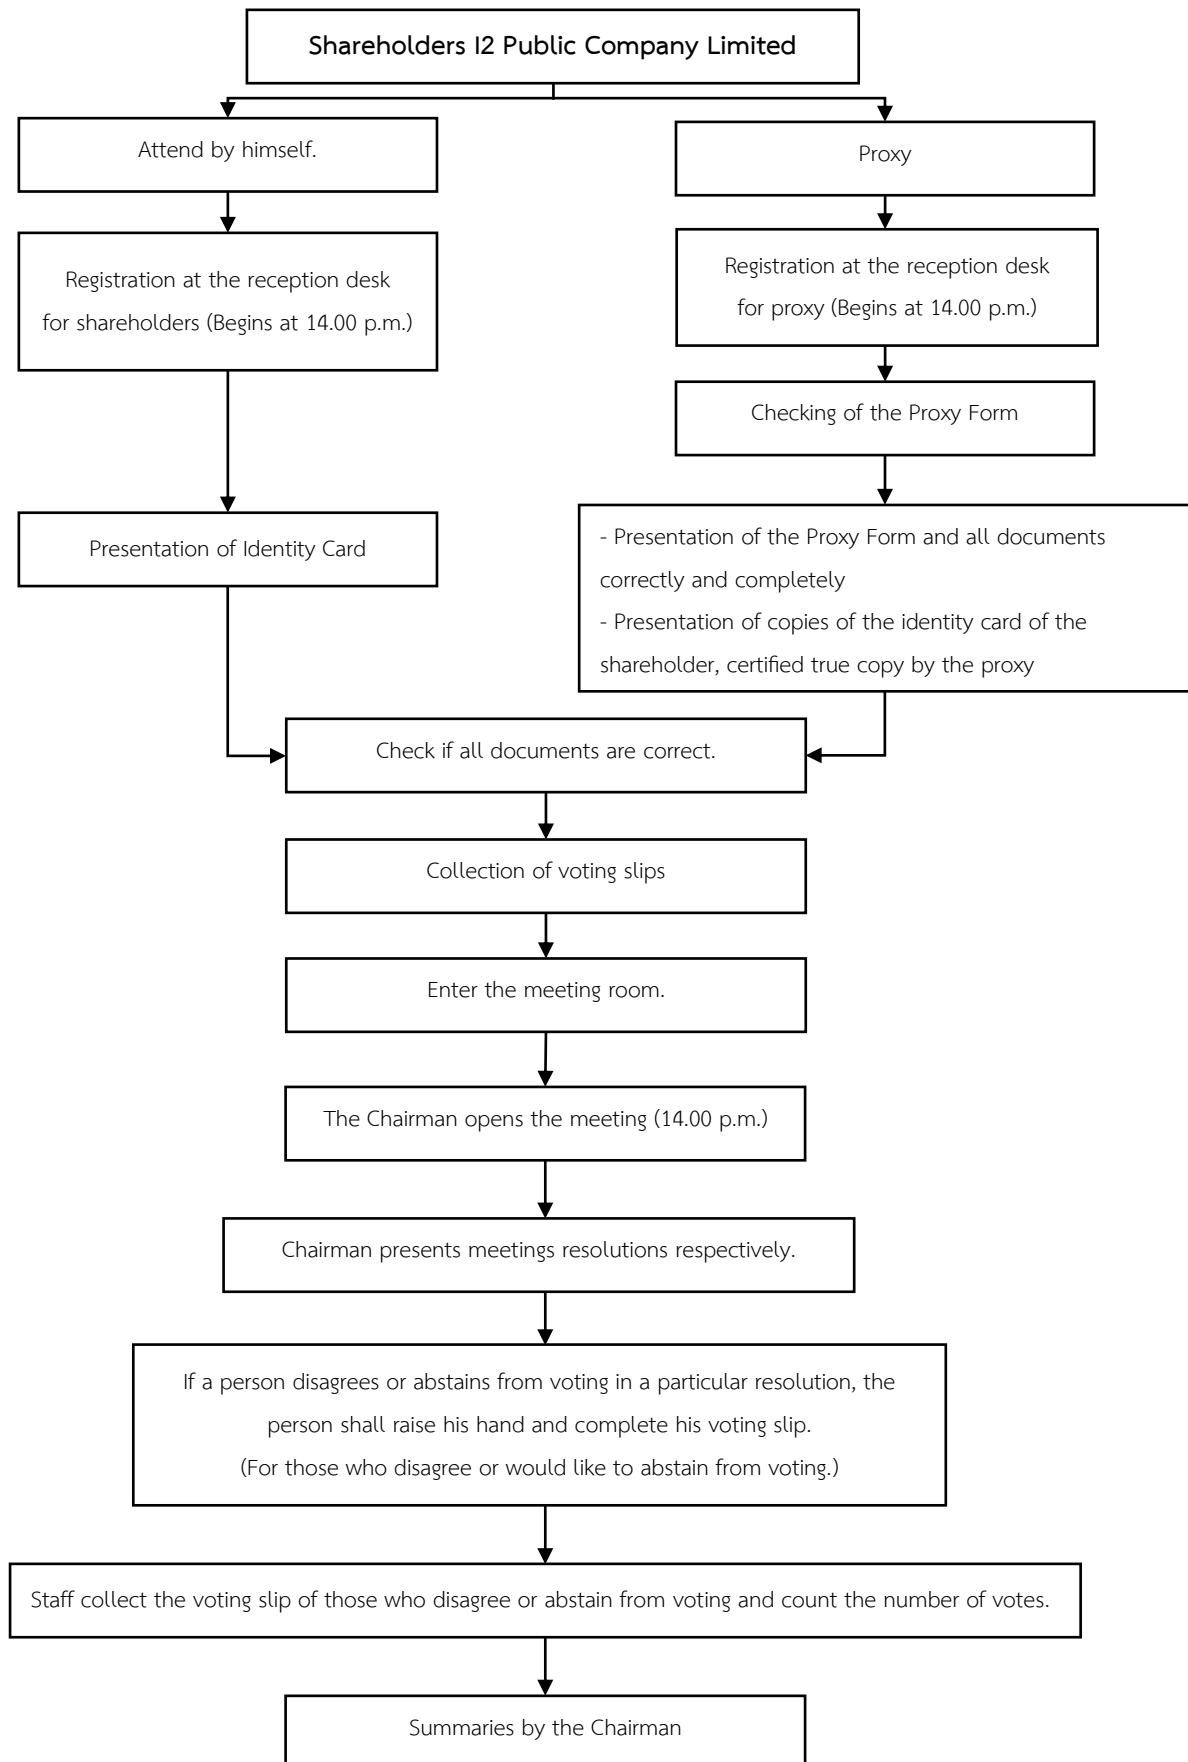 Shareholders I2 Public Company Limited
Attend by himself.
Proxy
Registration at the reception desk
for shareholders (Begins at 14.00 p.m.)
Registration at the reception desk
for proxy (Begins at 14.00 p.m.)
Checking of the Proxy Form
Presentation of Identity Card
- Presentation of the Proxy Form and all documents
correctly and completely
- Presentation of copies of the identity card of the
shareholder, certified true copy by the proxy
Check if all documents are correct.
Collection of voting slips
Enter the meeting room.
The Chairman opens the meeting (14.00 p.m.)
Chairman presents meetings resolutions respectively.
If a person disagrees or abstains from voting in a particular resolution, the
person shall raise his hand and complete his voting slip.
(For those who disagree or would like to abstain from voting.)
Staff collect the voting slip of those who disagree or abstain from voting and count the number of votes.
Summaries by the Chairman